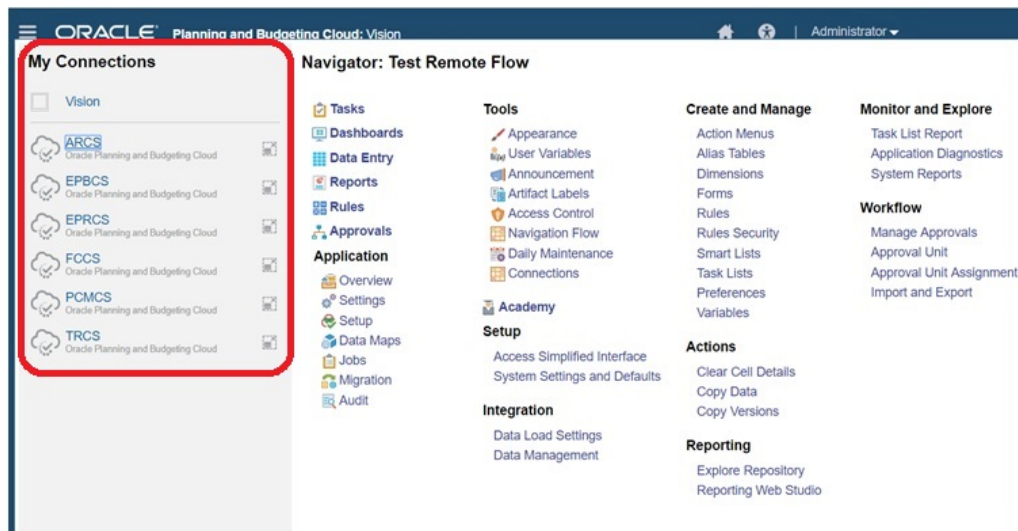 ORACLE® Planning and Budgeting Cloud: Vision
Administrator
My Connections
Vision
ARCS
Oracle Planning and Budgeting Cloud
EPBCS
Oracle Planning and Budgeting Cloud
EPRCS
Oracle Planning and Budgeting Cloud
FCCS
Oracle Planning and Budgeting Cloud
PCMCS
Oracle Planning and Budgeting Cloud
TRCS
Oracle Planning and Budgeting Cloud
Navigator: Test Remote Flow
Tasks
Dashboards
Data Entry
Reports
Rules
Approvals
Application
Overview
Settings
Setup
Data Maps
Jobs
Migration
Audit
Tools
Appearance
User Variables
Announcement
Artifact Labels
Access Control
Navigation Flow
Daily Maintenance
Connections
Academy
Setup
Access Simplified Interface
System Settings and Defaults
Integration
Data Load Settings
Data Management
Create and Manage
Action Menus
Alias Tables
Dimensions
Forms
Rules
Rules Security
Smart Lists
Task Lists
Preferences
Variables
Actions
Clear Cell Details
Copy Data
Copy Versions
Reporting
Explore Repository
Reporting Web Studio
Monitor and Explore
Task List Report
Application Diagnostics
System Reports
Workflow
Manage Approvals
Approval Unit
Approval Unit Assignment
Import and Export